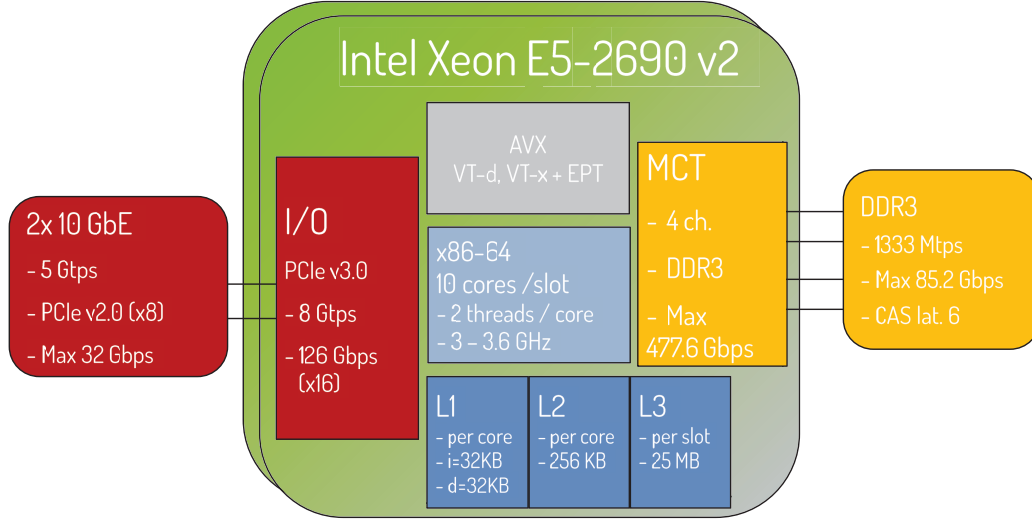 Intel Xeon E5-2690 v2
AVX
VT-d, VT-x + EPT
2x 10 GbE
- 5 Gtps
- PCIe v2.0 (x8)
- Max 32 Gbps
I/O
PCIe v3.0
- 8 Gtps
- 126 Gbps
(x16)
x86-64
10 cores /slot
- 2 threads / core
- 3 – 3.6 GHz
MCT
- 4 ch.
- DDR3
- Max
477.6 Gbps
DDR3
- 1333 Mtps
- Max 85.2 Gbps
- CAS lat. 6
L1
- per core
- i=32KB
- d=32KB
L2
- per core
- 256 KB
L3
- per slot
- 25 MB